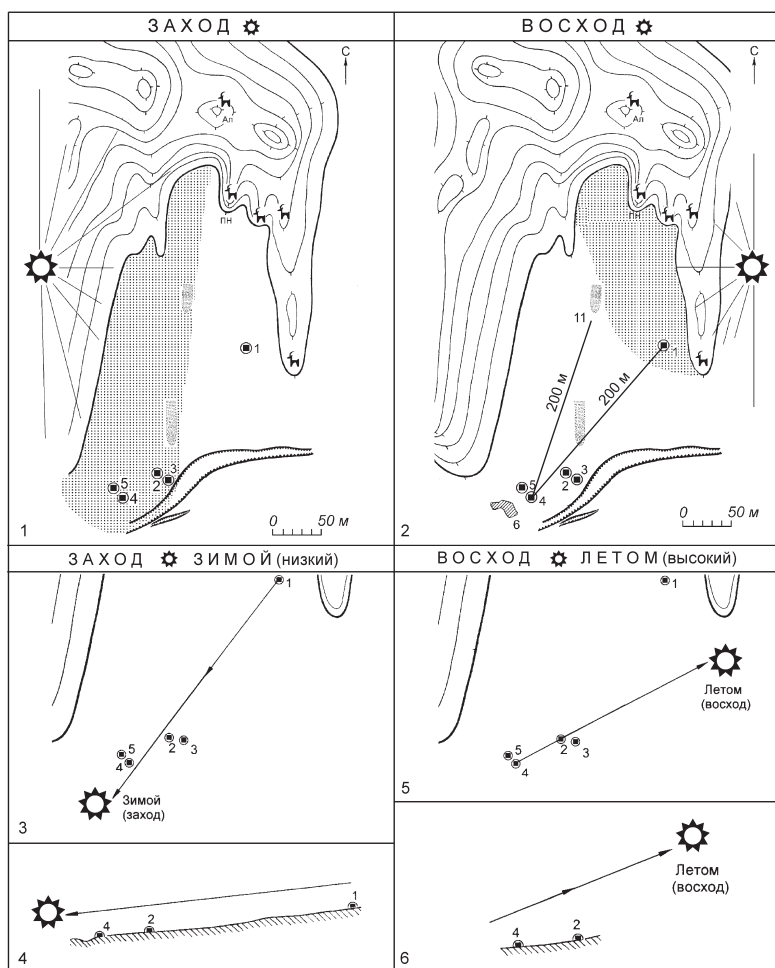 ЗАХОД
ВОСХОД
С
Ал
пн
1
5
3
2
4
0 50 м
1
С
Ал
пн
11
1
200 м
200 м
5
3
2
4
6
0 50 м
2
ЗАХОД ЗИМОЙ (низкий)
ВОСХОД ЛЕТОМ (высокий)
1
5
4
2
3
Зимой
(заход)
3
1
Летом
(восход)
5
4
2
3
5
1
2
4
4
Летом
(восход)
4
2
6